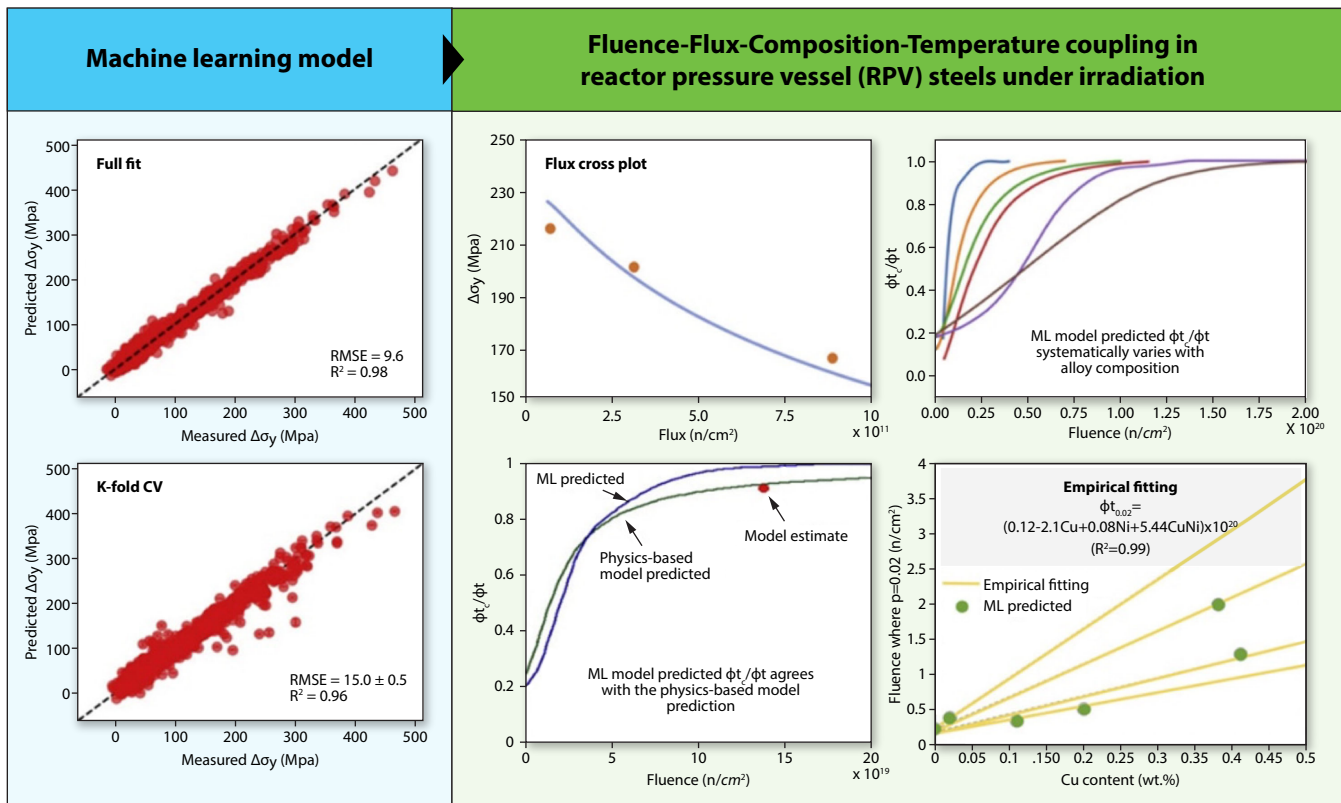 Machine learning model
Fluence-Flux-Composition-Temperature coupling in
reactor pressure vessel (RPV) steels under irradiation
Full fit
Predicted Δσy (Mpa)
500
400
300
200
100
0
RMSE = 9.6
R² = 0.98
0 100 200 300 400 500
Measured Δσy (Mpa)
K-fold CV
Predicted Δσy (Mpa)
500
400
300
200
100
0
RMSE = 15.0 ± 0.5
R² = 0.96
0 100 200 300 400 500
Measured Δσy (Mpa)
Flux cross plot
Δσy (Mpa)
250
230
210
190
170
150
0 2.5 5.0 7.5 10
Flux (n/cm²)
x 10¹¹
ϕtc/ϕt
1.0
0.8
0.6
0.4
0.2
0.0
ML model predicted ϕtc/ϕt
systematically varies with
alloy composition
0.00 0.25 0.50 0.75 1.00 1.25 1.50 1.75 2.00
Fluence (n/cm²)
X 10²⁰
ϕtc/ϕt
1
0.8
0.6
0.4
0.2
0
ML predicted
Physics-based
model predicted
Model estimate
ML model predicted ϕtc/ϕt agrees
with the physics-based model
prediction
0 5 10 15 20
Fluence (n/cm²)
x 10¹⁹
Fluence where p=0.02 (n/cm²)
4
3.5
3
2.5
2
1.5
1
0.5
0
Empirical fitting
ϕt0.02=
(0.12-2.1Cu+0.08Ni+5.44CuNi)x10²⁰
(R²=0.99)
Empirical fitting
ML predicted
0 0.1 0.150 0.2 0.25 0.30 0.35 0.4 0.45 0.5
Cu content (wt.%)